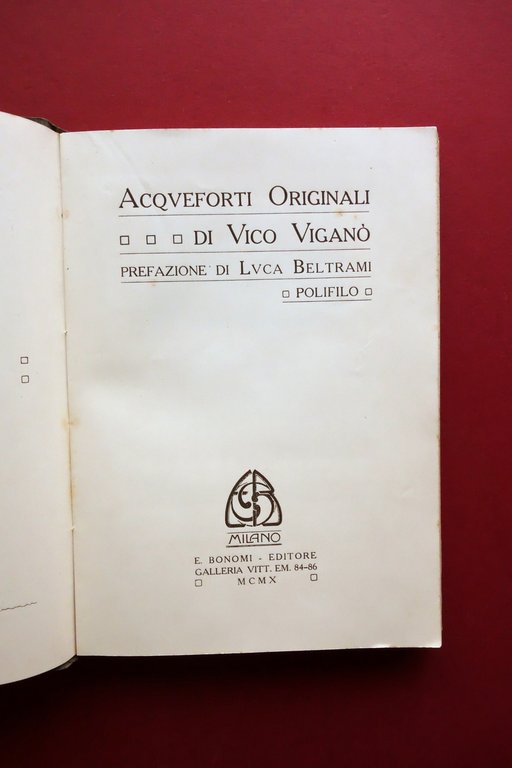 ACQVEFORTI ORIGINALI
DI VICO VIGANÒ
PREFAZIONE DI LVCA BELTRAMI
POLIFILO
MILANO
E. BONOMI - EDITORE
GALLERIA VITT. EM. 84-86
MCMX